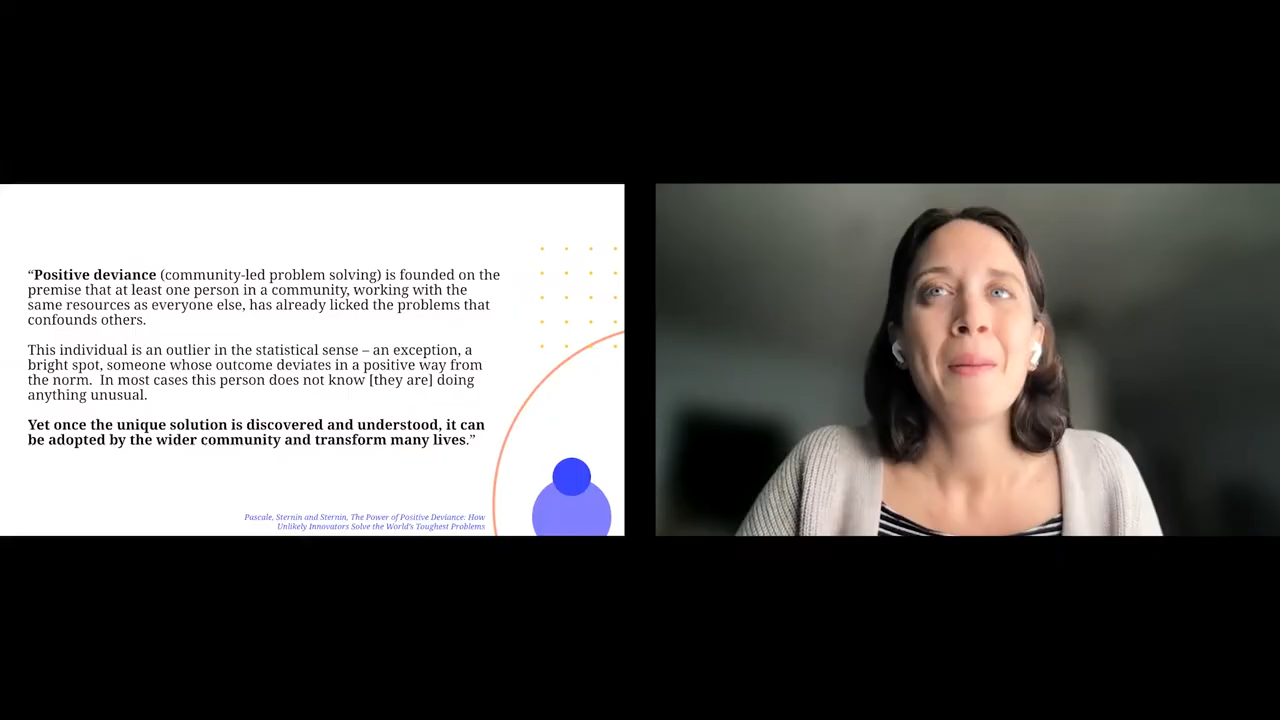 “Positive deviance (community-led problem solving) is founded on the
premise that at least one person in a community, working with the
same resources as everyone else, has already licked the problems that
confounds others.
This individual is an outlier in the statistical sense – an exception, a
bright spot, someone whose outcome deviates in a positive way from
the norm.  In most cases this person does not know [they are] doing
anything unusual.
Yet once the unique solution is discovered and understood, it can
be adopted by the wider community and transform many lives.”
Pascale, Sternin and Sternin, The Power of Positive Deviance: How
Unlikely Innovators Solve the World's Toughest Problems